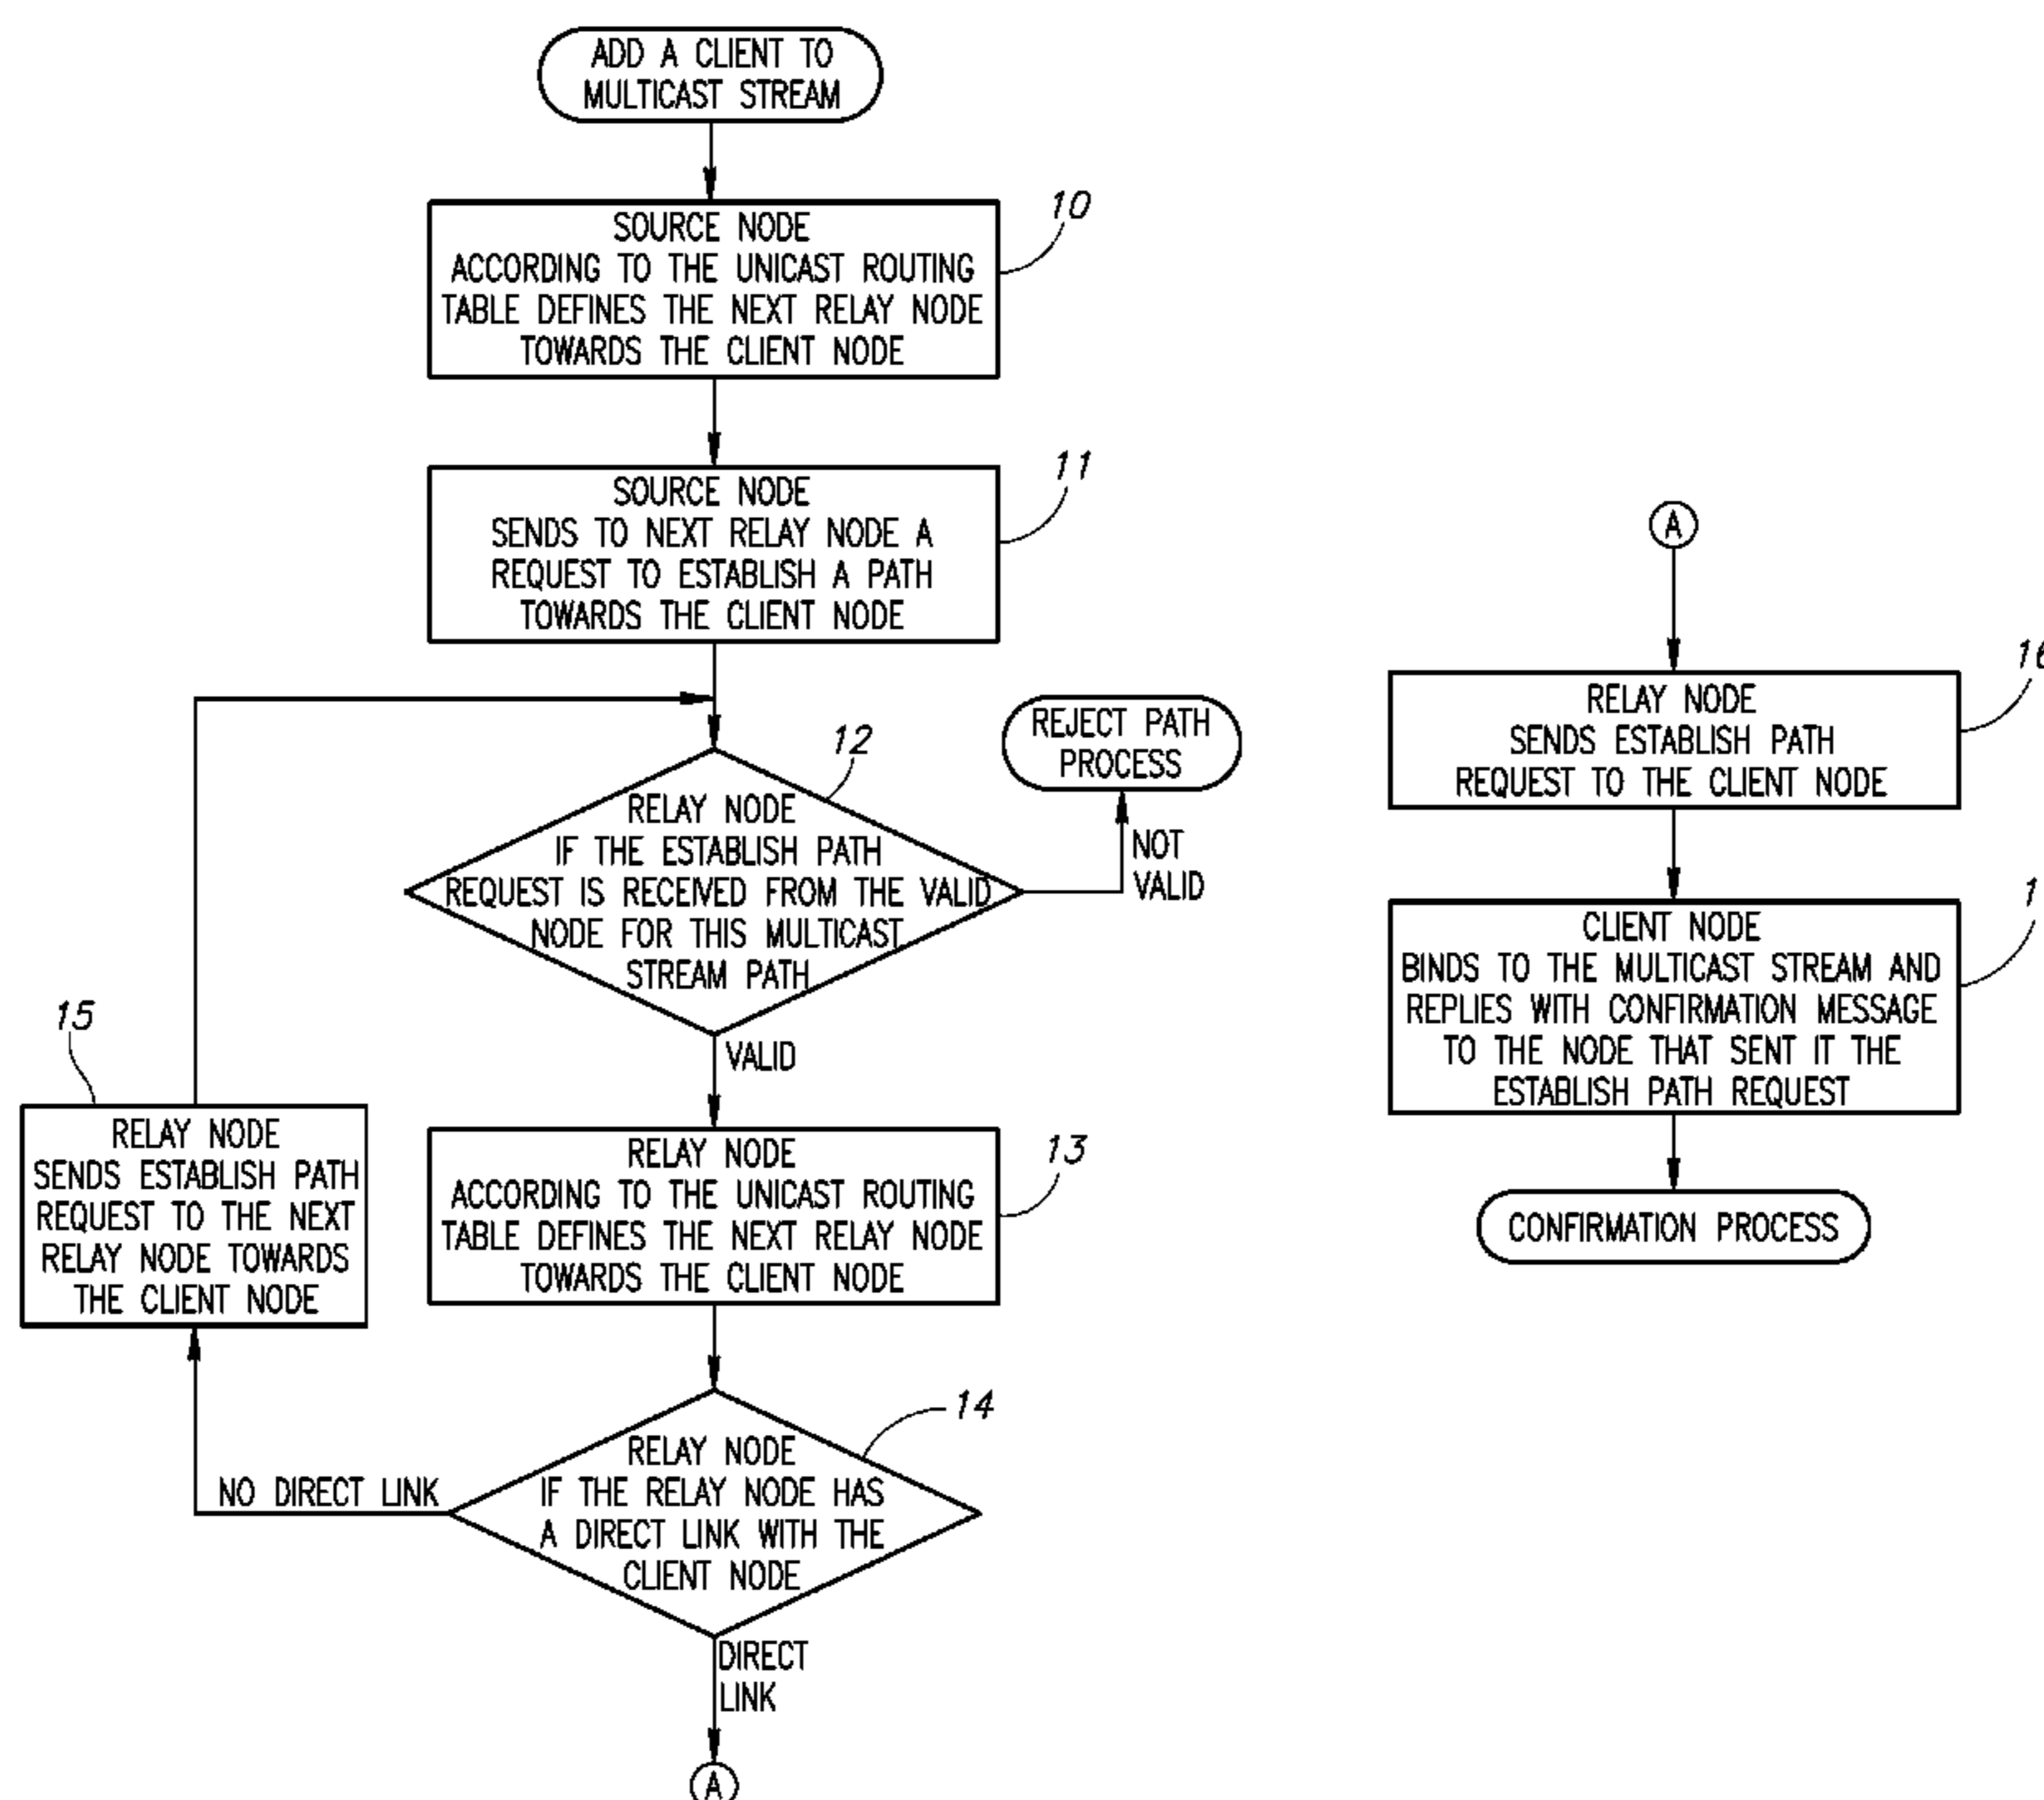 ADD A CLIENT TO
MULTICAST STREAM
10
SOURCE NODE
ACCORDING TO THE UNICAST ROUTING
TABLE DEFINES THE NEXT RELAY NODE
TOWARDS THE CLIENT NODE
11
SOURCE NODE
SENDS TO NEXT RELAY NODE A
REQUEST TO ESTABLISH A PATH
TOWARDS THE CLIENT NODE
12
RELAY NODE
IF THE ESTABLISH PATH
REQUEST IS RECEIVED FROM THE VALID
NODE FOR THIS MULTICAST
STREAM PATH
NOT
VALID
REJECT PATH
PROCESS
VALID
13
RELAY NODE
ACCORDING TO THE UNICAST ROUTING
TABLE DEFINES THE NEXT RELAY NODE
TOWARDS THE CLIENT NODE
14
RELAY NODE
IF THE RELAY NODE HAS
A DIRECT LINK WITH THE
CLIENT NODE
NO DIRECT LINK
15
RELAY NODE
SENDS ESTABLISH PATH
REQUEST TO THE NEXT
RELAY NODE TOWARDS
THE CLIENT NODE
DIRECT
LINK
A
A
16
RELAY NODE
SENDS ESTABLISH PATH
REQUEST TO THE CLIENT NODE
CLIENT NODE
BINDS TO THE MULTICAST STREAM AND
REPLIES WITH CONFIRMATION MESSAGE
TO THE NODE THAT SENT IT THE
ESTABLISH PATH REQUEST
CONFIRMATION PROCESS